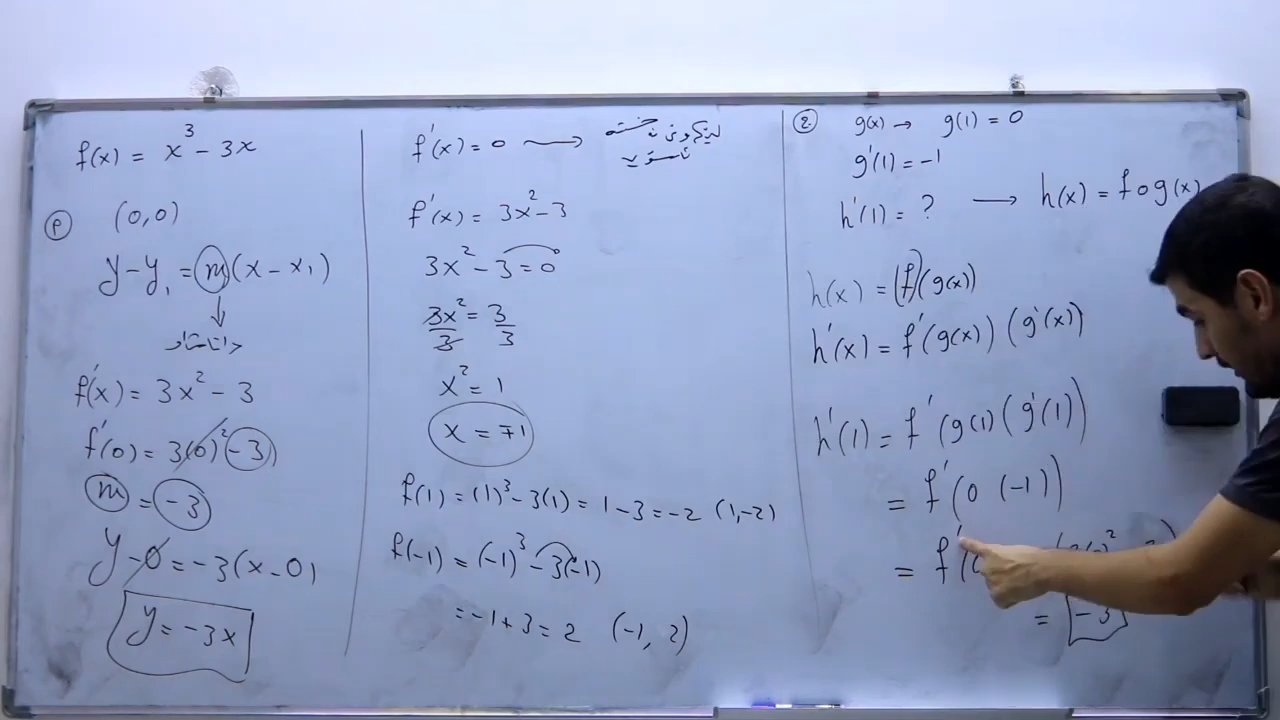 f(x) = x³ - 3x
(0,0)
y - y₁ = m(x - x₁)
f'(x) = 3x² - 3
f'(0) = 3(0)² - 3
m = -3
y - 0 = -3(x - 0)
y = -3x
f'(x) = 0
f'(x) = 3x² - 3
3x² - 3 = 0
3x²/3 = 3/3
x² = 1
x = ∓1
f(1) = (1)³ - 3(1) = 1 - 3 = -2 (1,-2)
f(-1) = (-1)³ - 3(-1)
= -1 + 3 = 2 (-1, 2)
② g(x) → g(1) = 0
g'(1) = -1
h'(1) = ? → h(x) = fog(x)
h(x) = (f)(g(x))
h'(x) = f'(g(x))(g'(x))
h'(1) = f'(g(1)(g'(1))
= f'(0 (-1))
= f'(
= -3